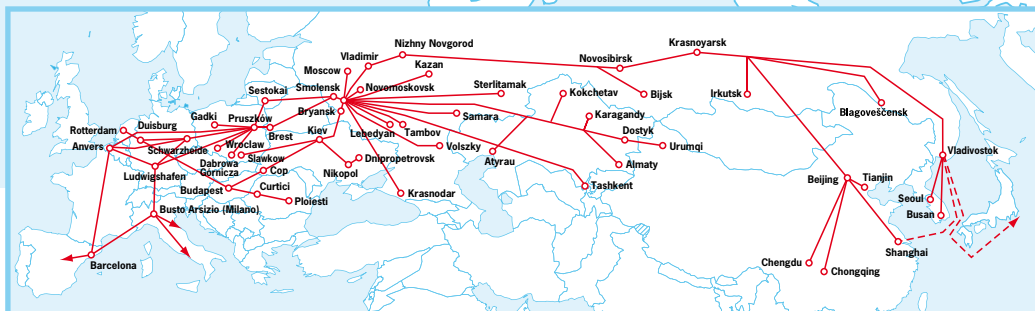 Nizhny Novgorod
Krasnoyarsk
Vladimir
Kazan
Novosibirsk
Moscow
Smolensk
Novomoskovsk
Sterlitamak
Kokchetav
Bijsk
Irkutsk
Sestokai
Bryansk
Samara
Karagandy
Blagoveščensk
Gadki
Pruszków
Kiev
Lebedyan
Tambov
Dostyk
Rotterdam
Duisburg
Brest
Volszky
Urumqi
Anvers
Schwarzheide
Wroclaw
Dabrowa
Górnicza
Slawkow
Dnipropetrovsk
Atyrau
Almaty
Vladivostok
Ludwigshafen
Cop
Nikopol
Tashkent
Beijing
Tianjin
Budapest
Curtici
Krasnodar
Seoul
Ploiesti
Busan
Busto Arsizio (Milano)
Shanghai
Barcelona
Chengdu
Chongqing